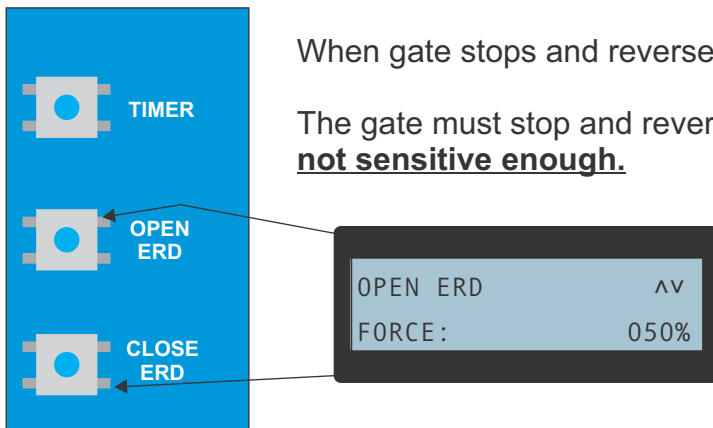 When gate stops and reverse
The gate must stop and rever
not sensitive enough.
TIMER
OPEN
ERD
CLOSE
ERD
OPEN ERD ˄˅
FORCE: 050%